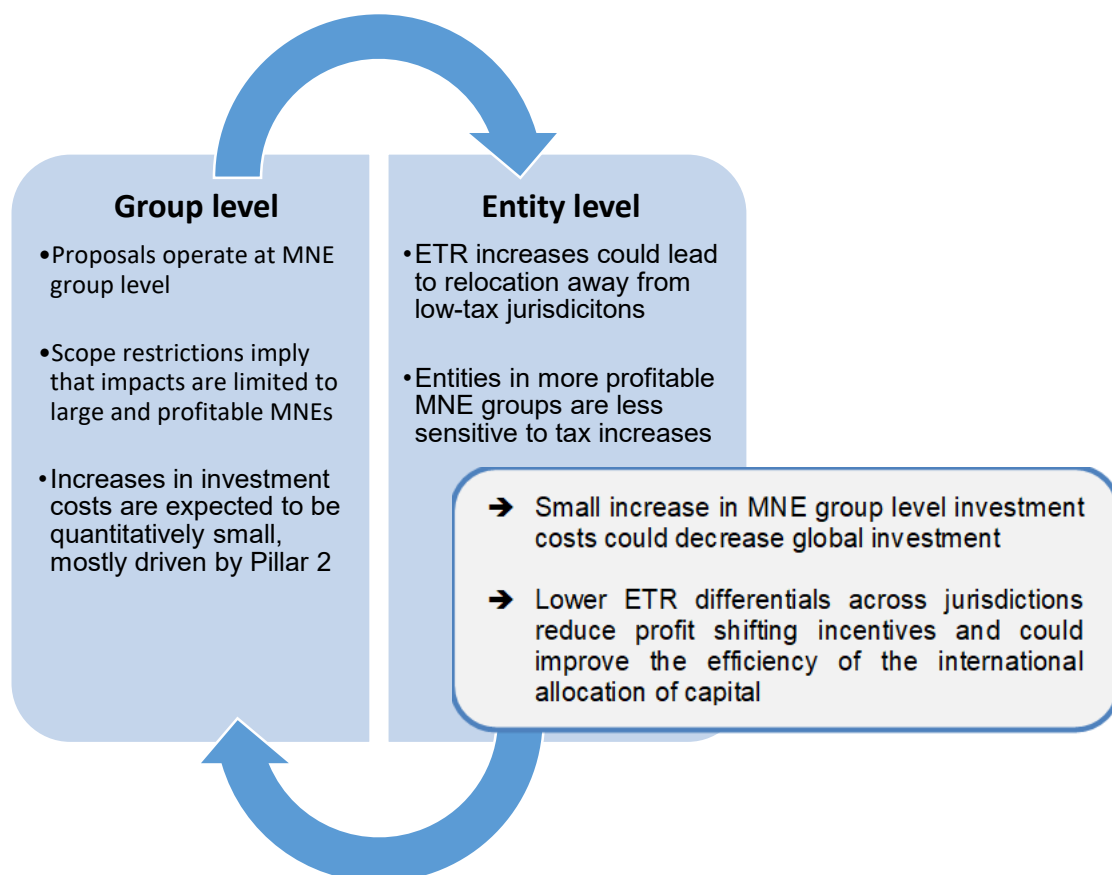 Group level
•Proposals operate at MNE
group level
•Scope restrictions imply
that impacts are limited to
large and profitable MNEs
•Increases in investment
costs are expected to be
quantitatively small,
mostly driven by Pillar 2
Entity level
•ETR increases could lead
to relocation away from
low-tax jurisdicitons
•Entities in more profitable
MNE groups are less
sensitive to tax increases
➔ Small increase in MNE group level investment
costs could decrease global investment
➔ Lower ETR differentials across jurisdictions
reduce profit shifting incentives and could
improve the efficiency of the international
allocation of capital